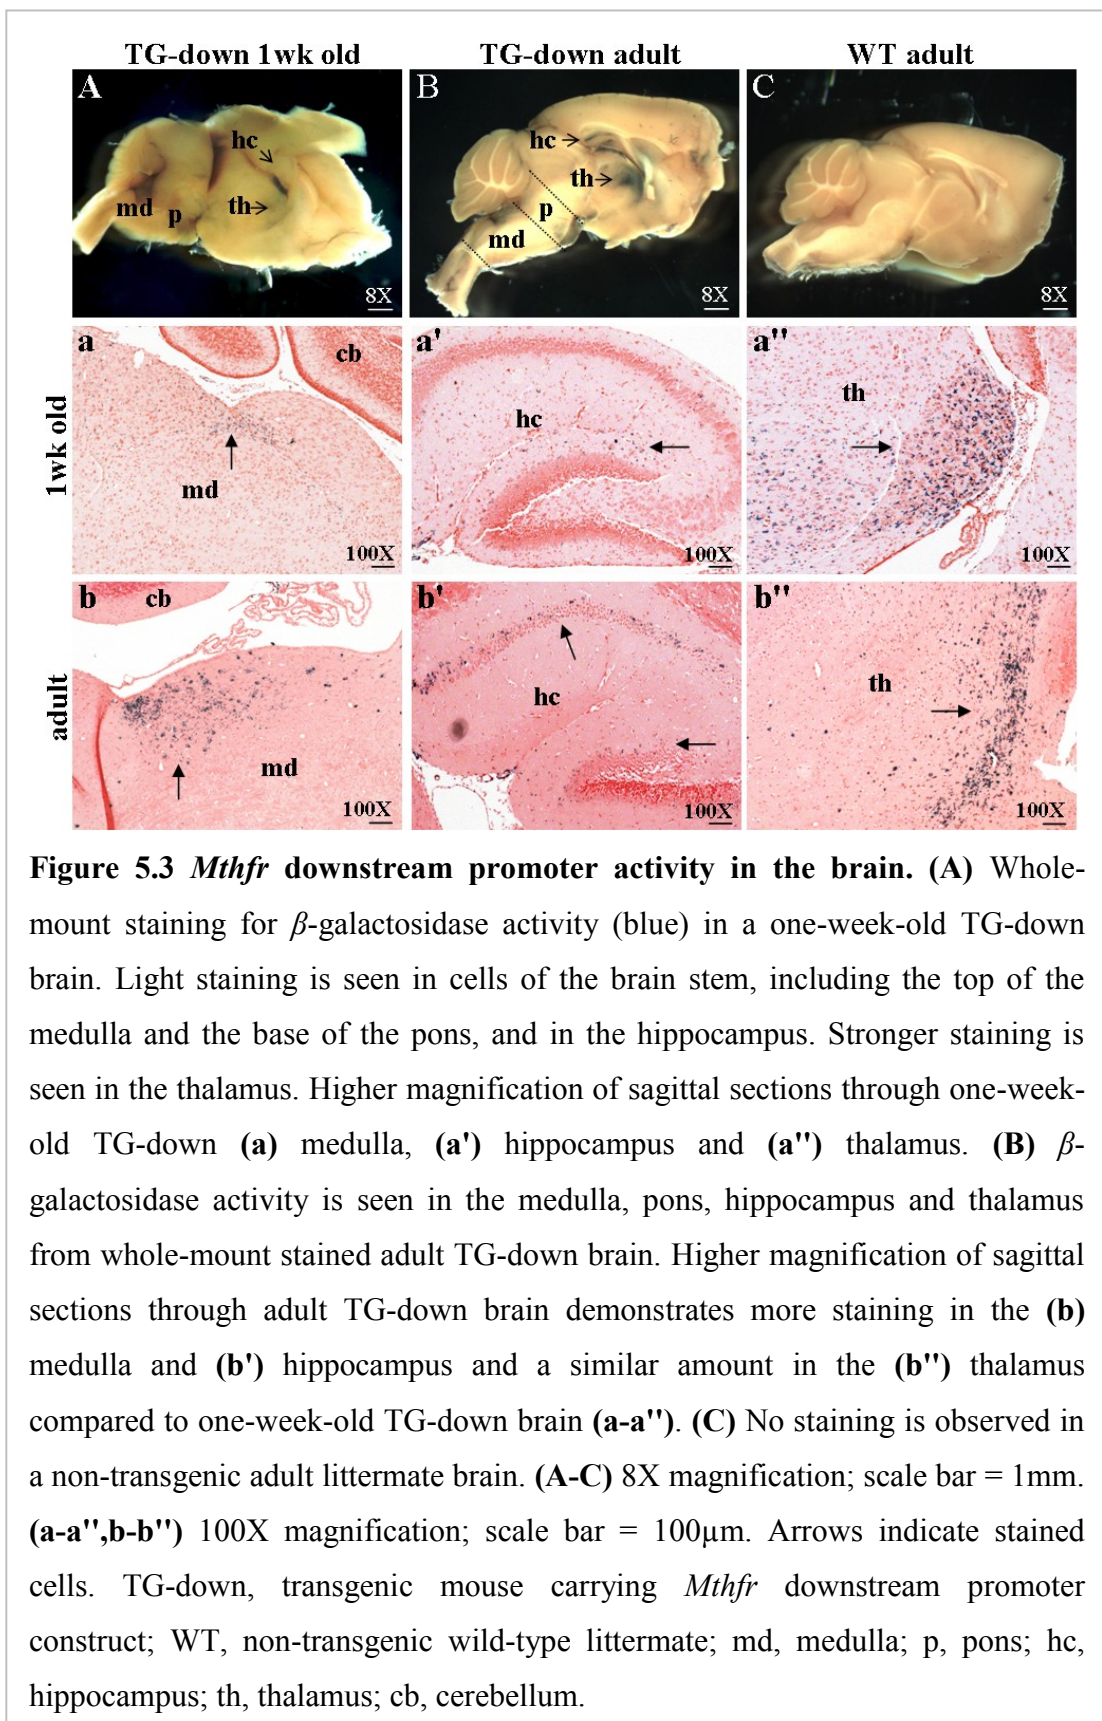 TG-down 1wk old TG-down adult WT adult
A B C
hc hc
th th
md p p
md
8X 8X 8X
1wk old
a a' a"
cb
hc th
md
100X 100X 100X
adult
b b' b"
cb
hc th
md
100X 100X 100X
Figure 5.3 Mthfr downstream promoter activity in the brain. (A) Whole-
mount staining for β-galactosidase activity (blue) in a one-week-old TG-down
brain. Light staining is seen in cells of the brain stem, including the top of the
medulla and the base of the pons, and in the hippocampus. Stronger staining is
seen in the thalamus. Higher magnification of sagittal sections through one-week-
old TG-down (a) medulla, (a') hippocampus and (a") thalamus. (B) β-
galactosidase activity is seen in the medulla, pons, hippocampus and thalamus
from whole-mount stained adult TG-down brain. Higher magnification of sagittal
sections through adult TG-down brain demonstrates more staining in the (b)
medulla and (b') hippocampus and a similar amount in the (b") thalamus
compared to one-week-old TG-down brain (a-a"). (C) No staining is observed in
a non-transgenic adult littermate brain. (A-C) 8X magnification; scale bar = 1mm.
(a-a",b-b") 100X magnification; scale bar = 100µm. Arrows indicate stained
cells. TG-down, transgenic mouse carrying Mthfr downstream promoter
construct; WT, non-transgenic wild-type littermate; md, medulla; p, pons; hc,
hippocampus; th, thalamus; cb, cerebellum.